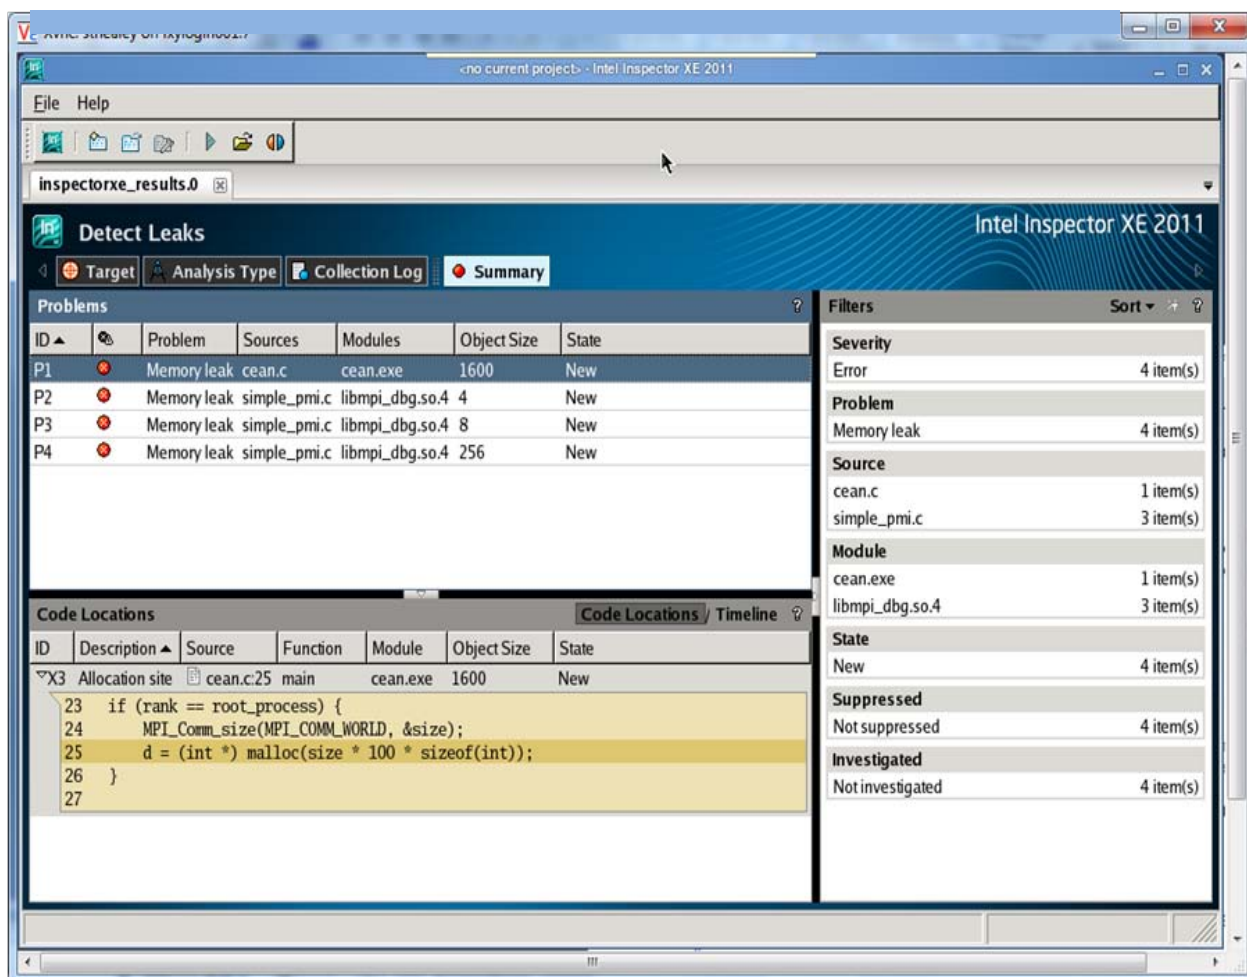 <no current project> - Intel Inspector XE 2011
File Help
inspectorxe_results.0
Detect Leaks
Intel Inspector XE 2011
Target Analysis Type Collection Log Summary
Problems ?
Filters Sort ?
ID Problem Sources Modules Object Size State
P1 Memory leak cean.c cean.exe 1600 New
P2 Memory leak simple_pmi.c libmpi_dbg.so.4 4 New
P3 Memory leak simple_pmi.c libmpi_dbg.so.4 8 New
P4 Memory leak simple_pmi.c libmpi_dbg.so.4 256 New
Severity
Error 4 item(s)
Problem
Memory leak 4 item(s)
Source
cean.c 1 item(s)
simple_pmi.c 3 item(s)
Module
cean.exe 1 item(s)
libmpi_dbg.so.4 3 item(s)
State
New 4 item(s)
Suppressed
Not suppressed 4 item(s)
Investigated
Not investigated 4 item(s)
Code Locations Code Locations / Timeline ?
ID Description Source Function Module Object Size State
X3 Allocation site cean.c:25 main cean.exe 1600 New
23 if (rank == root_process) {
24 MPI_Comm_size(MPI_COMM_WORLD, &size);
25 d = (int *) malloc(size * 100 * sizeof(int));
26 }
27